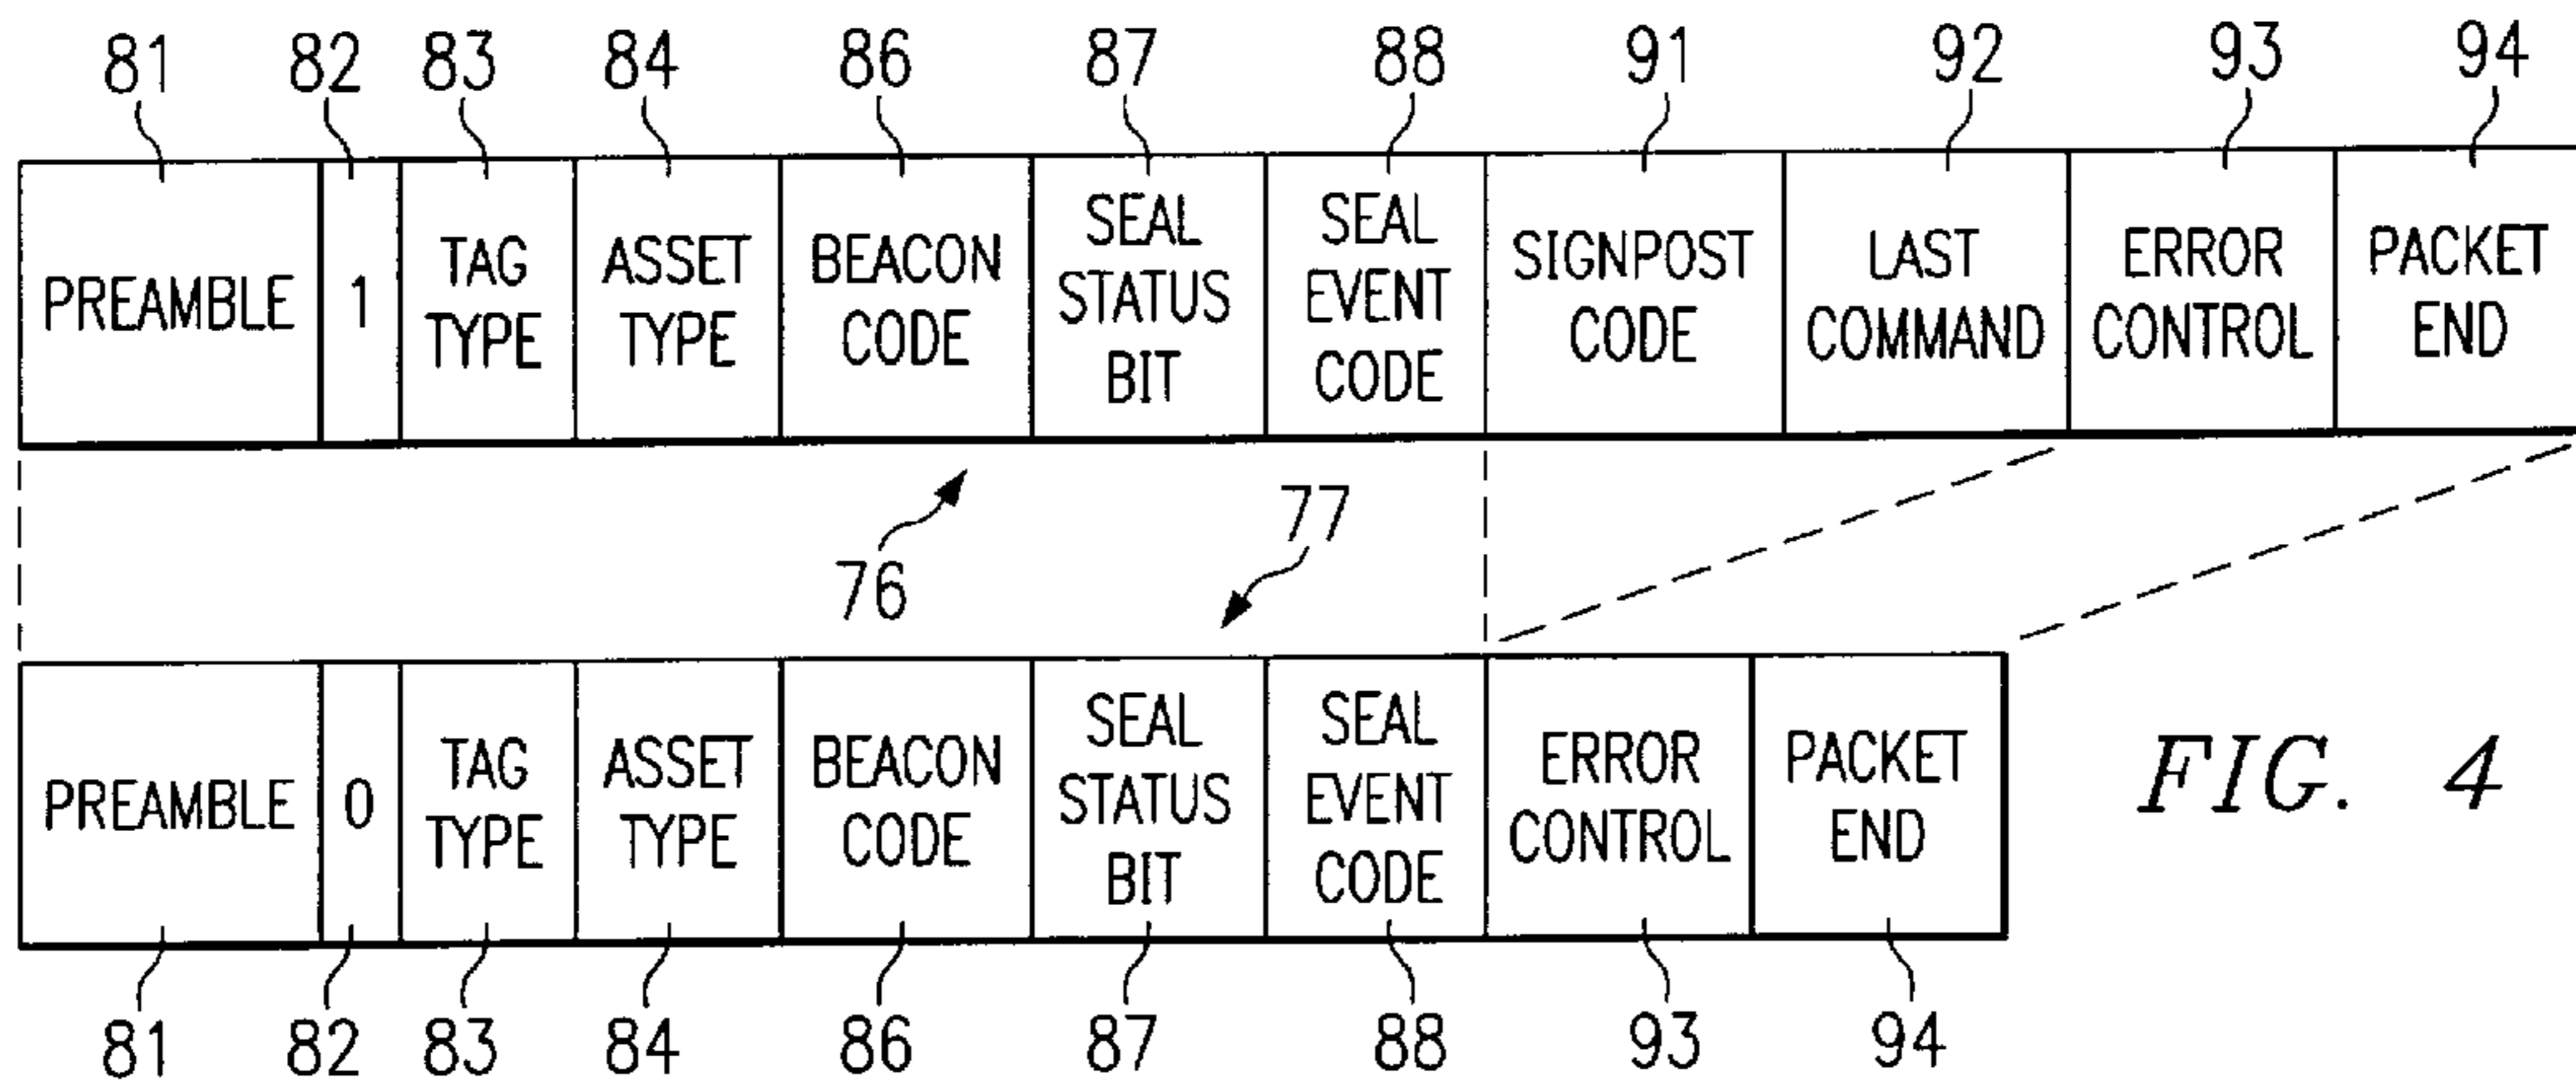 81 82 83 84 86 87 88 91 92 93 94
PREAMBLE 1 TAG TYPE ASSET TYPE BEACON CODE SEAL STATUS BIT SEAL EVENT CODE SIGNPOST CODE LAST COMMAND ERROR CONTROL PACKET END
76 77
PREAMBLE 0 TAG TYPE ASSET TYPE BEACON CODE SEAL STATUS BIT SEAL EVENT CODE ERROR CONTROL PACKET END
FIG. 4
81 82 83 84 86 87 88 93 94